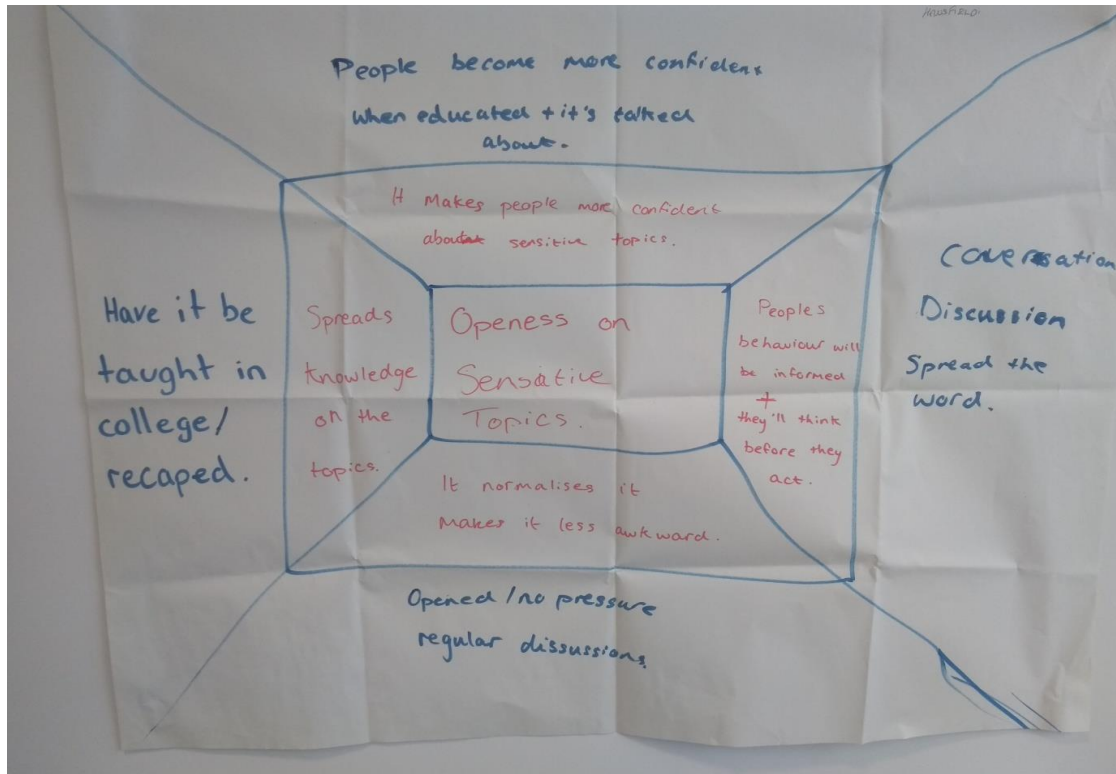 People become more confident
when educated + it's talked
about.
It Makes people more confident
about sensitive topics.
Have it be
taught in
college/
recaped.
Spreads
knowledge
on the
topics.
Openess on
Sensative
Topics.
Peoples
behaviour will
be informed
+
they'll think
before they
act.
Conversation
Discussion
Spread the
word.
It normalises it
Makes it less awkward.
Opened/no pressure
regular dissussions